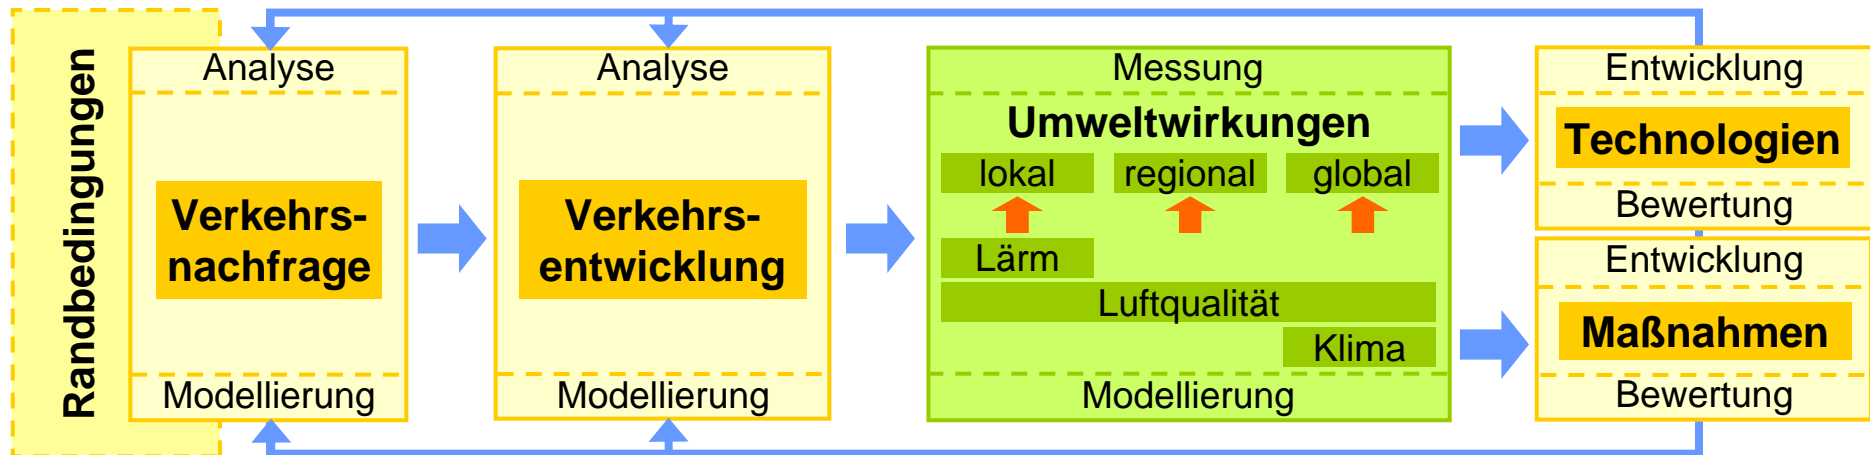 Randbedingungen
Analyse
Verkehrs-
nachfrage
Modellierung
Analyse
Verkehrs-
entwicklung
Modellierung
Messung
Umweltwirkungen
lokal
regional
global
Lärm
Luftqualität
Klima
Modellierung
Entwicklung
Technologien
Bewertung
Entwicklung
Maßnahmen
Bewertung